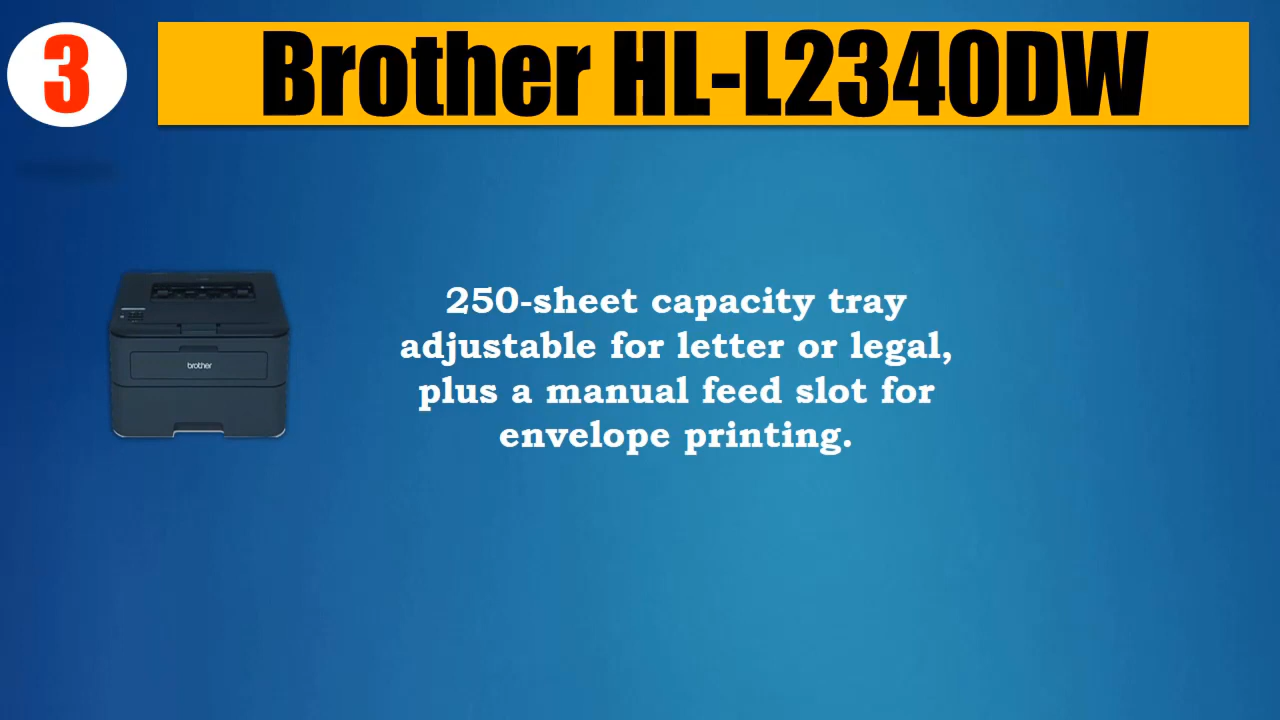 3
Brother HL-L2340DW
brother
250-sheet capacity tray
adjustable for letter or legal,
plus a manual feed slot for
envelope printing.